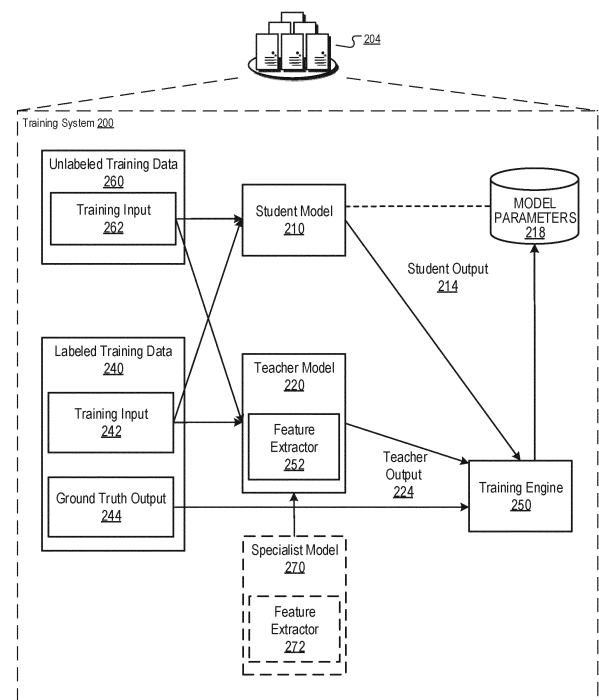 204
Training System 200
Unlabeled Training Data
260
Training Input
262
Student Model
210
MODEL
PARAMETERS
218
Student Output
214
Labeled Training Data
240
Training Input
242
Ground Truth Output
244
Teacher Model
220
Feature
Extractor
252
Teacher
Output
224
Training Engine
250
Specialist Model
270
Feature
Extractor
272